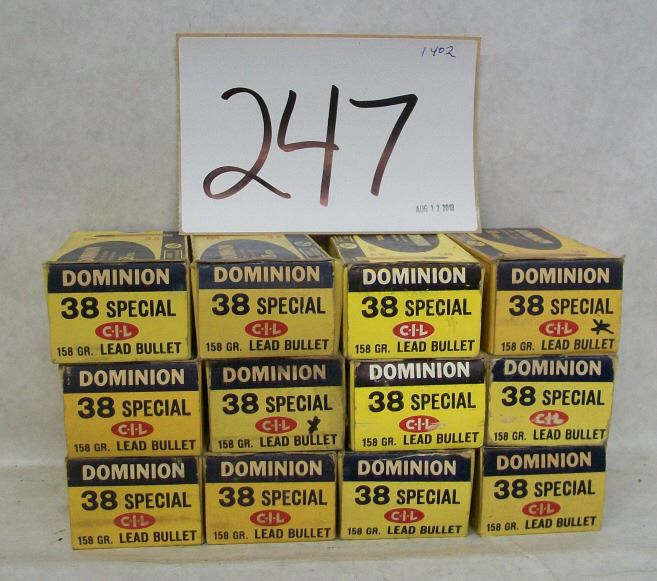 1402
247
AUG 12 2018
DOMINION
38 SPECIAL
C-I-L
158 GR. LEAD BULLET
DOMINION
38 SPECIAL
C-I-L
158 GR. LEAD BULLET
DOMINION
38 SPECIAL
C-I-L
158 GR. LEAD BULLET
DOMINION
38 SPECIAL
C-I-L
158 GR. LEAD BULLET
DOMINION
38 SPECIAL
C-I-L
158 GR. LEAD BULLET
DOMINION
38 SPECIAL
C-I-L
158 GR. LEAD BULLET
DOMINION
38 SPECIAL
C-I-L
158 GR. LEAD BULLET
DOMINION
38 SPECIAL
C-I-L
158 GR. LEAD BULLET
DOMINION
38 SPECIAL
C-I-L
158 GR. LEAD BULLET
DOMINION
38 SPECIAL
C-I-L
158 GR. LEAD BULLET
DOMINION
38 SPECIAL
C-I-L
158 GR. LEAD BULLET
DOMINION
38 SPECIAL
C-I-L
158 GR. LEAD BULLET